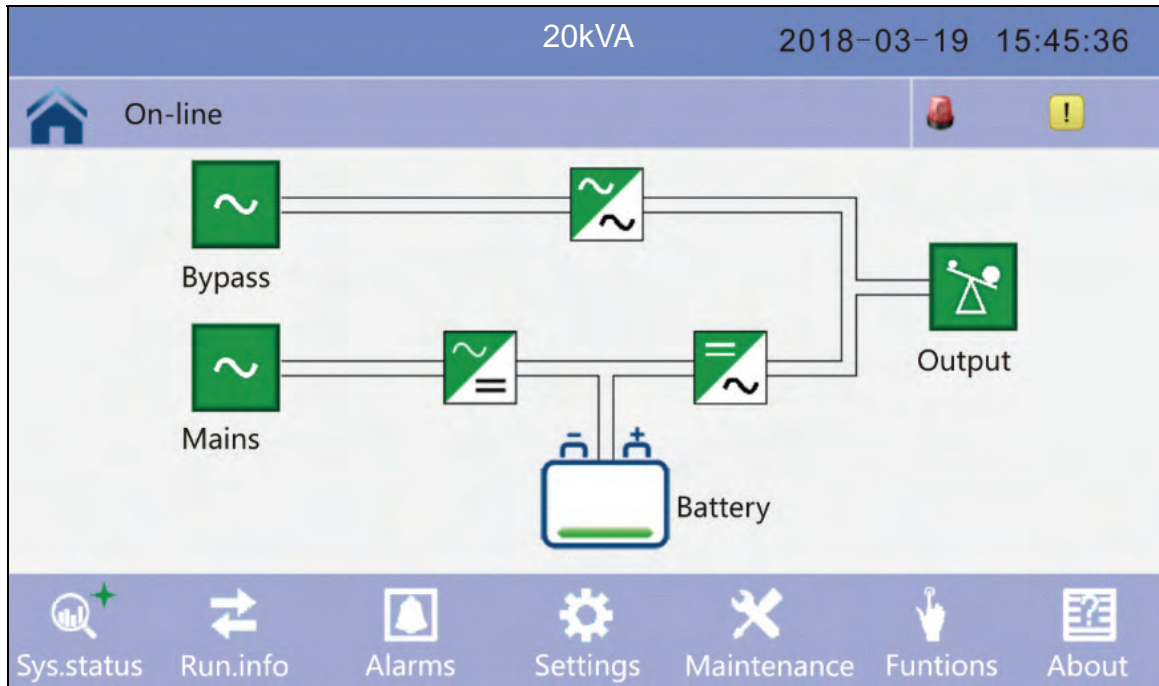 20kVA 2018-03-19 15:45:36
On-line !
Bypass
Output
Mains
- +
Battery
Sys.status Run.info Alarms Settings Maintenance Funtions About